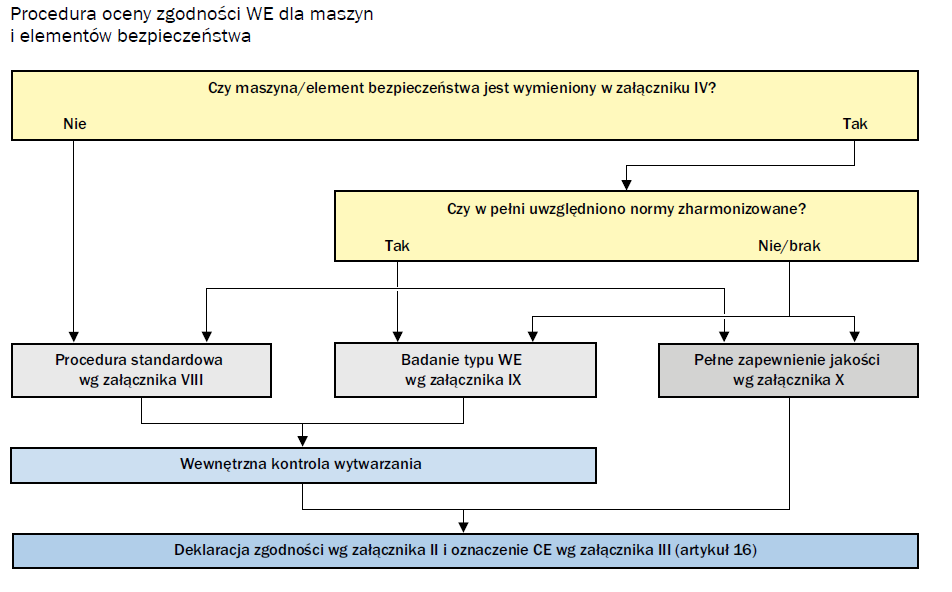 Procedura oceny zgodności WE dla maszyn
i elementów bezpieczeństwa
Czy maszyna/element bezpieczeństwa jest wymieniony w załączniku IV?
Nie
Tak
Czy w pełni uwzględniono normy zharmonizowane?
Tak
Nie/brak
Procedura standardowa
wg załącznika VIII
Badanie typu WE
wg załącznika IX
Pełne zapewnienie jakości
wg załącznika X
Wewnętrzna kontrola wytwarzania
Deklaracja zgodności wg załącznika II i oznaczenie CE wg załącznika III (artykuł 16)